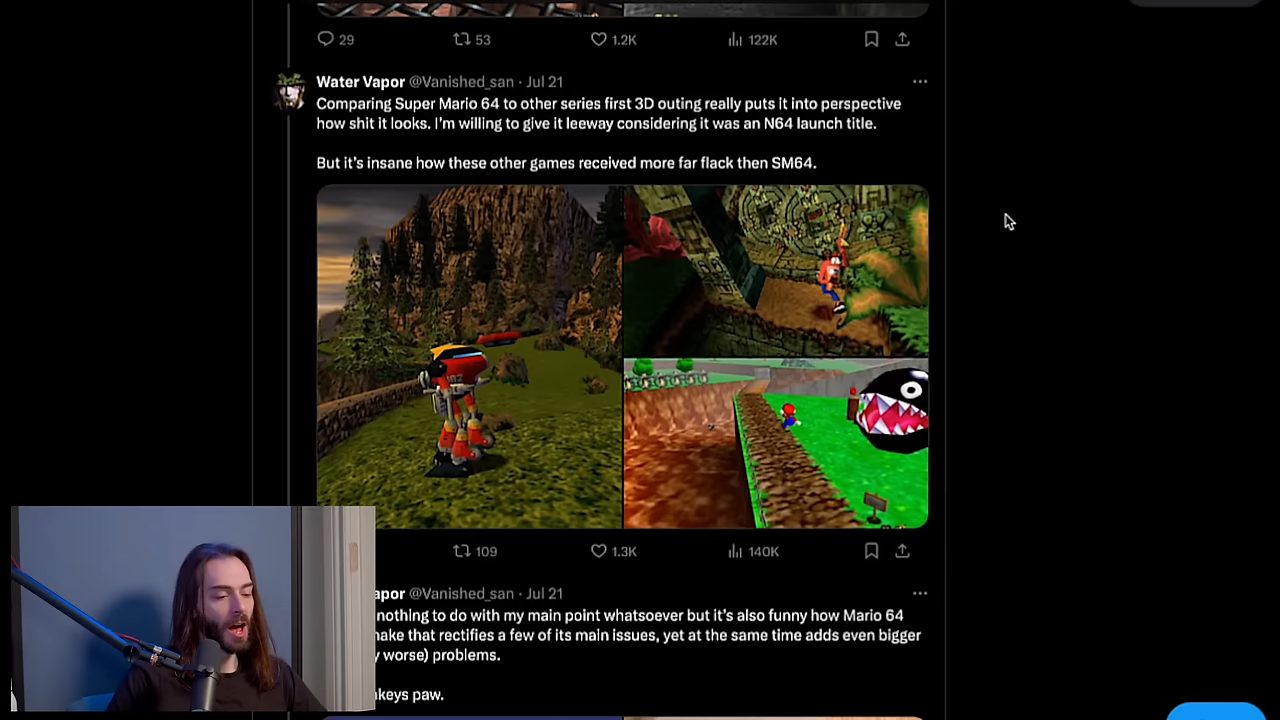 29 53 1.2K 122K
Water Vapor @Vanished_san · Jul 21
Comparing Super Mario 64 to other series first 3D outing really puts it into perspective
how shit it looks. I'm willing to give it leeway considering it was an N64 launch title.
But it's insane how these other games received more far flack then SM64.
109 1.3K 140K
apor @Vanished_san · Jul 21
nothing to do with my main point whatsoever but it's also funny how Mario 64
make that rectifies a few of its main issues, yet at the same time adds even bigger
y worse) problems.
nkeys paw.